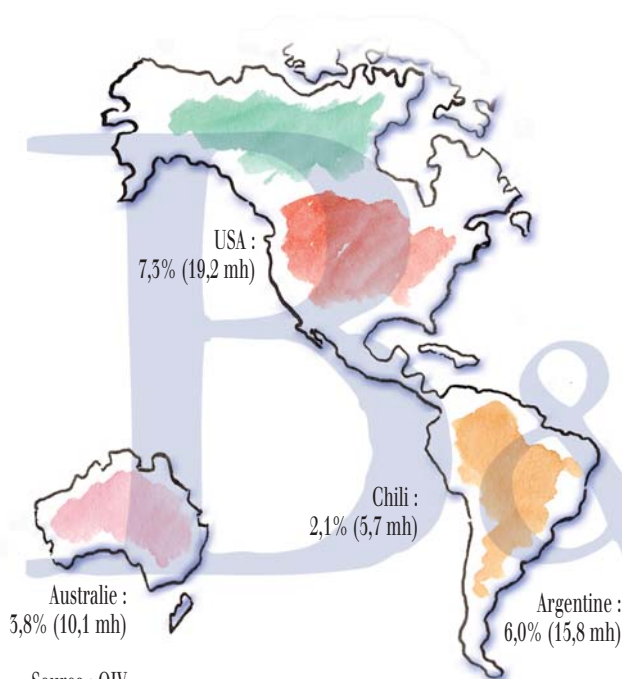 USA :
7,3% (19,2 mh)
Chili :
2,1% (5,7 mh)
Australie :
3,8% (10,1 mh)
Argentine :
6,0% (15,8 mh)
Source : OIV
B &